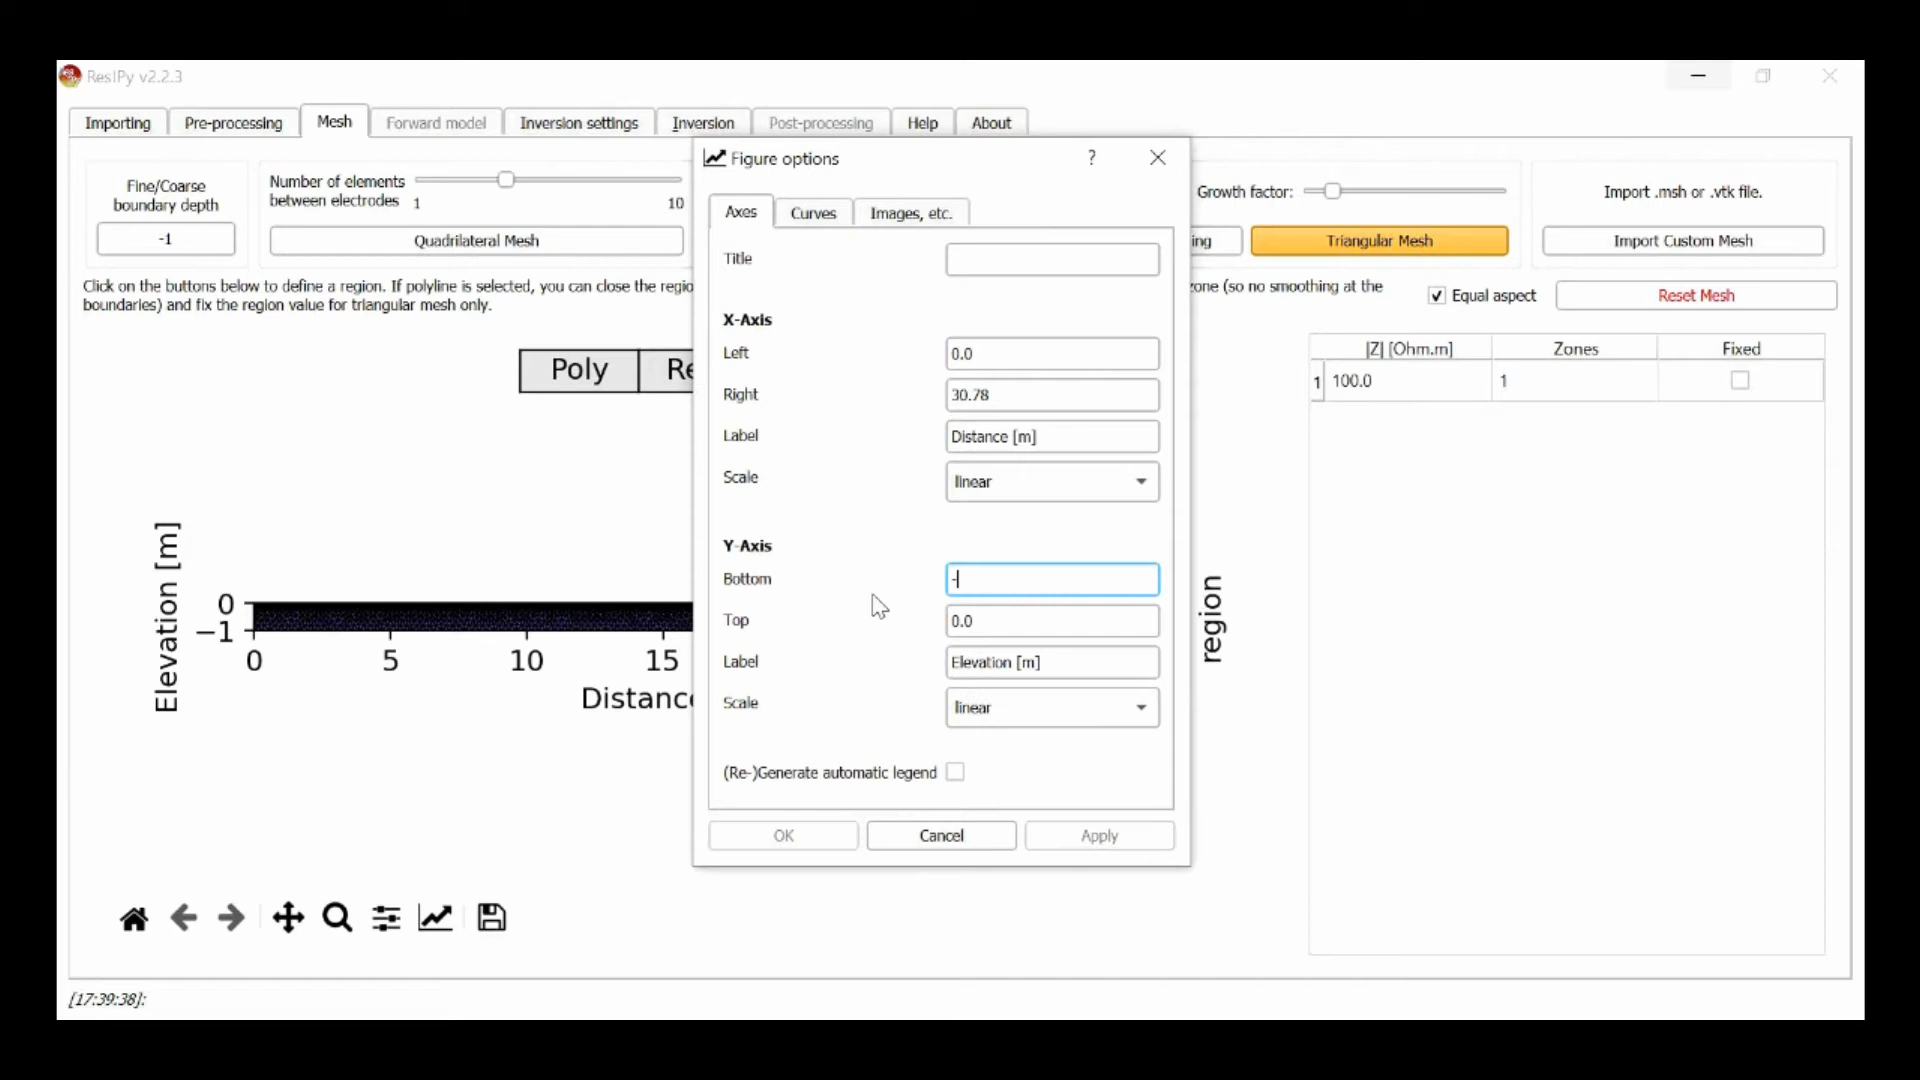 ResIPy v2.2.3
Importing
Pre-processing
Mesh
Forward model
Inversion settings
Inversion
Post-processing
Help
About
Fine/Coarse
boundary depth
-1
Number of elements
between electrodes
1
10
Quadrilateral Mesh
Growth factor:
ing
Triangular Mesh
Import .msh or .vtk file.
Import Custom Mesh
Click on the buttons below to define a region. If polyline is selected, you can close the regio
zone (so no smoothing at the
boundaries) and fix the region value for triangular mesh only.
Equal aspect
Reset Mesh
Figure options
?
Axes
Curves
Images, etc.
Title
X-Axis
Left
0.0
Right
30.78
Label
Distance [m]
Scale
linear
Y-Axis
Bottom
-
Top
0.0
Label
Elevation [m]
Scale
linear
(Re-)Generate automatic legend
OK
Cancel
Apply
Poly
Re
Elevation [m]
0
−1
0
5
10
15
Distance
region
|Z| [Ohm.m]
Zones
Fixed
1
100.0
1
[17:39:38]: